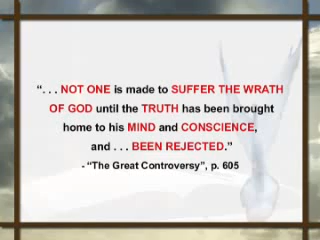 “. . . NOT ONE is made to SUFFER THE WRATH
OF GOD until the TRUTH has been brought
home to his MIND and CONSCIENCE,
and . . . BEEN REJECTED.”
- “The Great Controversy”, p. 605